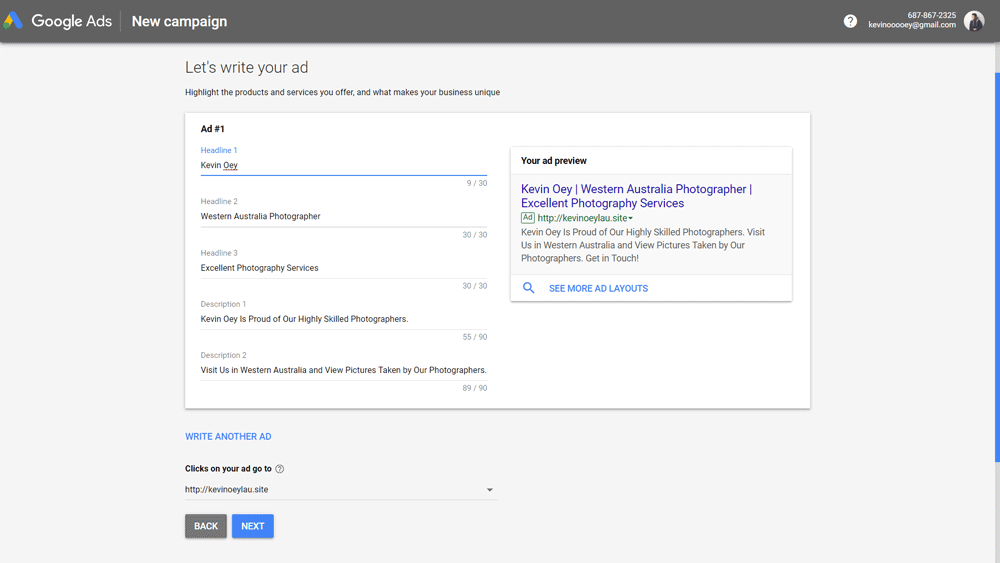 Google Ads
New campaign
687-867-2325
kevinooooey@gmail.com
Let's write your ad
Highlight the products and services you offer, and what makes your business unique
Ad #1
Headline 1
Kevin Oey
9 / 30
Headline 2
Western Australia Photographer
30 / 30
Headline 3
Excellent Photography Services
30 / 30
Description 1
Kevin Oey Is Proud of Our Highly Skilled Photographers.
55 / 90
Description 2
Visit Us in Western Australia and View Pictures Taken by Our Photographers.
89 / 90
Your ad preview
Kevin Oey | Western Australia Photographer |
Excellent Photography Services
Ad http://kevinoeylau.site
Kevin Oey Is Proud of Our Highly Skilled Photographers. Visit
Us in Western Australia and View Pictures Taken by Our
Photographers. Get in Touch!
SEE MORE AD LAYOUTS
WRITE ANOTHER AD
Clicks on your ad go to
http://kevinoeylau.site
BACK
NEXT